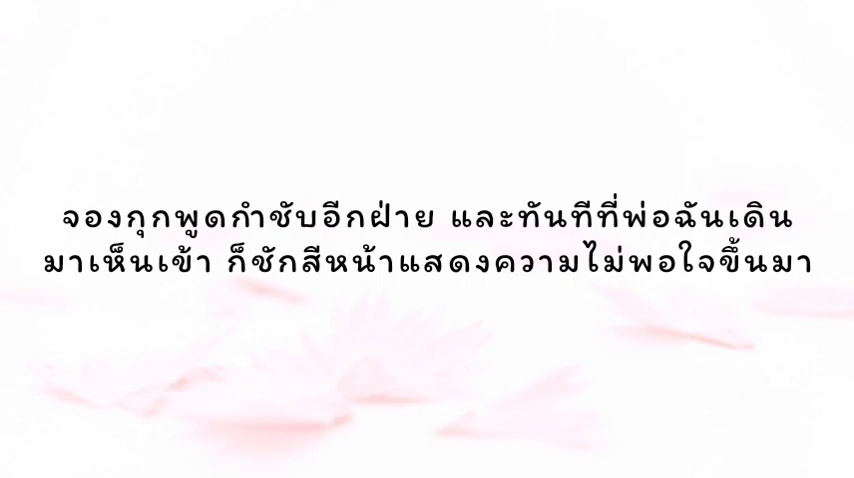 จองกุกพูดกำชับอีกฝ่าย และทันทีที่พ่อฉันเดิน
มาเห็นเข้า ก็ชักสีหน้าแสดงความไม่พอใจขึ้นมา